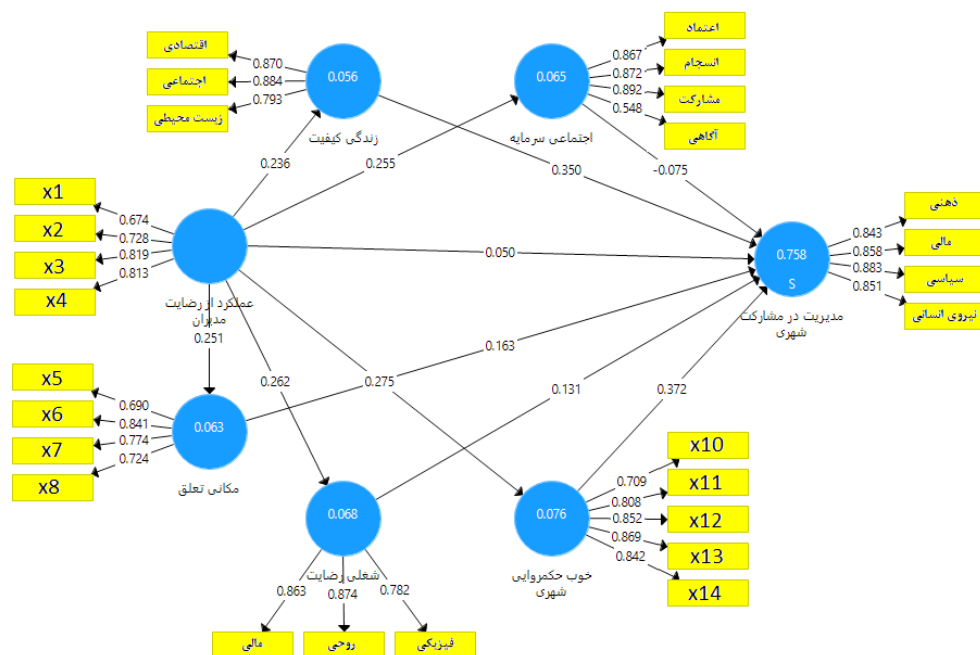 اقتصادی
اجتماعی
زیست محیطی
0.870
0.884
0.793
0.056
زندگی کیفیت
اعتماد
انسجام
مشارکت
آگاهی
0.867
0.872
0.892
0.548
0.065
اجتماعی سرمایه
0.236
0.255
0.350
-0.075
x1
x2
x3
x4
0.674
0.728
0.819
0.813
عملکرد از رضایت
مدیران
0.050
ذهنی
مالی
سیاسی
نیروی انسانی
0.843
0.858
0.883
0.851
0.758
S
مدیریت در مشارکت
شهری
0.251
0.262
0.275
0.163
0.131
0.372
x5
x6
x7
x8
0.690
0.841
0.774
0.724
0.063
مکانی تعلق
0.068
شغلی رضایت
0.863
0.874
0.782
مالی
روحی
فیزیکی
0.076
خوب حکمروایی
شهری
x10
x11
x12
x13
x14
0.709
0.808
0.852
0.869
0.842